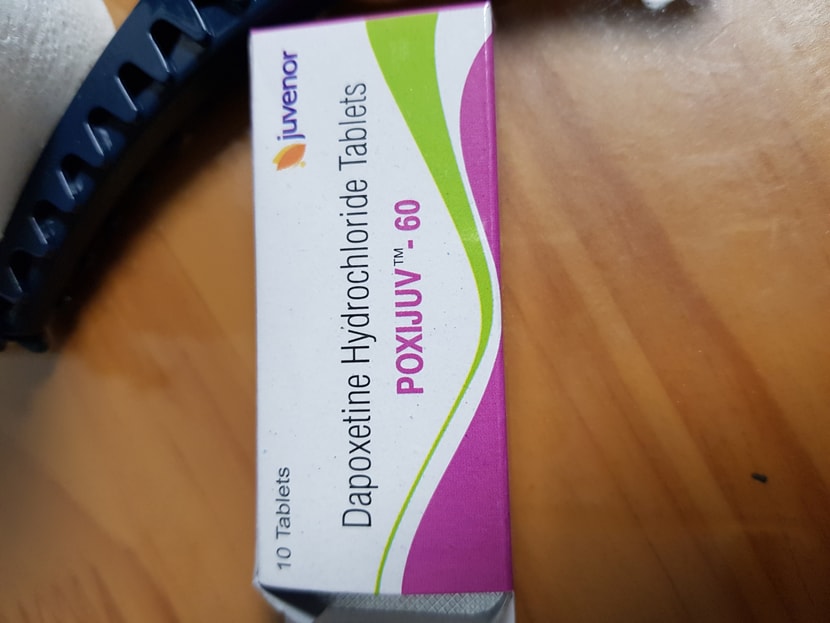 juvenor
10 Tablets
Dapoxetine Hydrochloride Tablets
POXIJUV™- 60